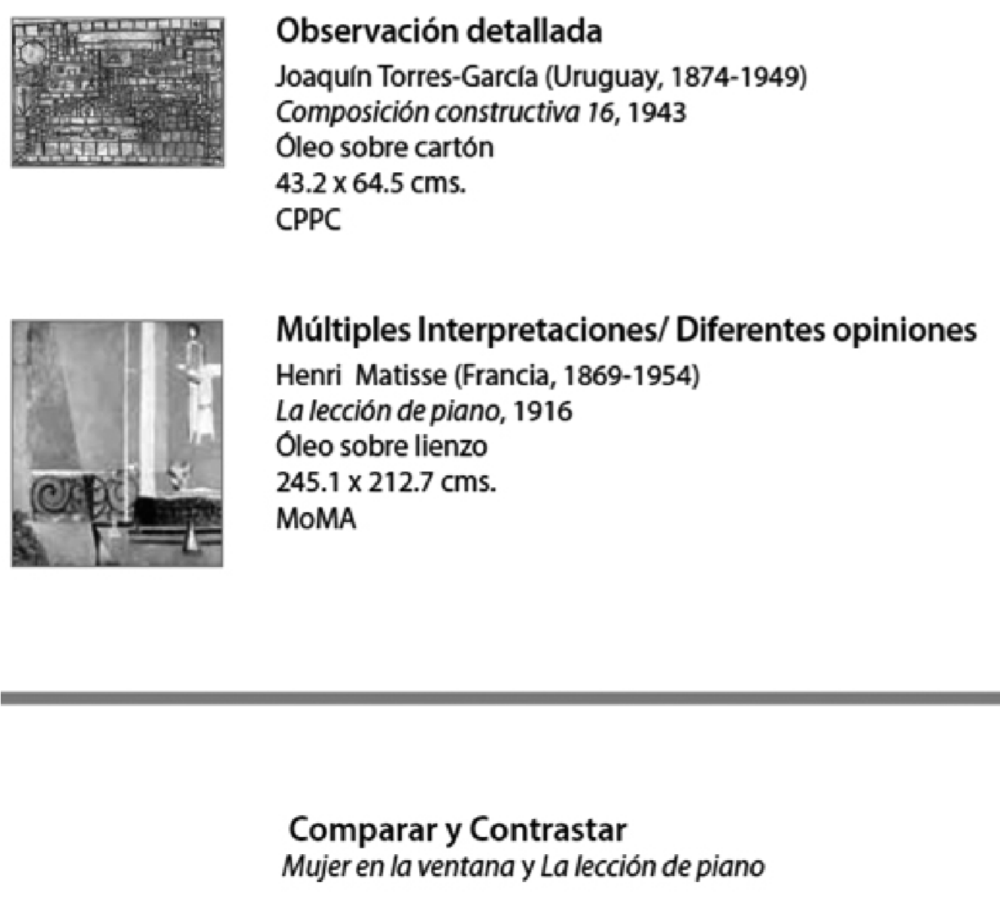 Observación detallada
Joaquín Torres-García (Uruguay, 1874-1949)
Composición constructiva 16, 1943
Óleo sobre cartón
43.2 x 64.5 cms.
CPPC
Múltiples Interpretaciones/ Diferentes opiniones
Henri Matisse (Francia, 1869-1954)
La lección de piano, 1916
Óleo sobre lienzo
245.1 x 212.7 cms.
MoMA
Comparar y Contrastar
Mujer en la ventana y La lección de piano